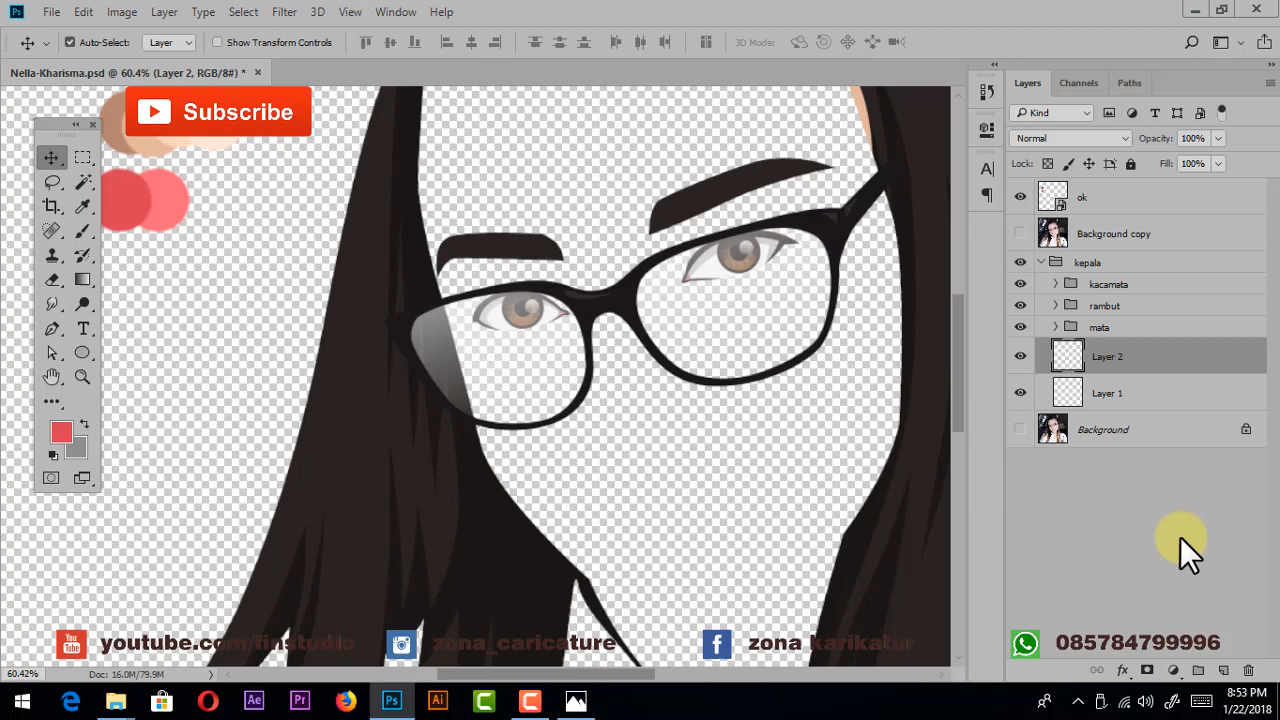 File Edit Image Layer Type Select Filter 3D View Window Help
Auto-Select: Layer Show Transform Controls 3D Mode:
Nella-Kharisma.psd @ 60.4% (Layer 2, RGB/8#) *
Subscribe
Layers Channels Paths
Kind
Normal Opacity: 100%
Lock: Fill: 100%
ok
Background copy
kepala
kacamata
rambut
mata
Layer 2
Layer 1
Background
youtube.com/finstudio zona_caricature zona karikatur 085784799996
60.42% Doc: 16.0M/79.9M
8:53 PM
1/22/2018